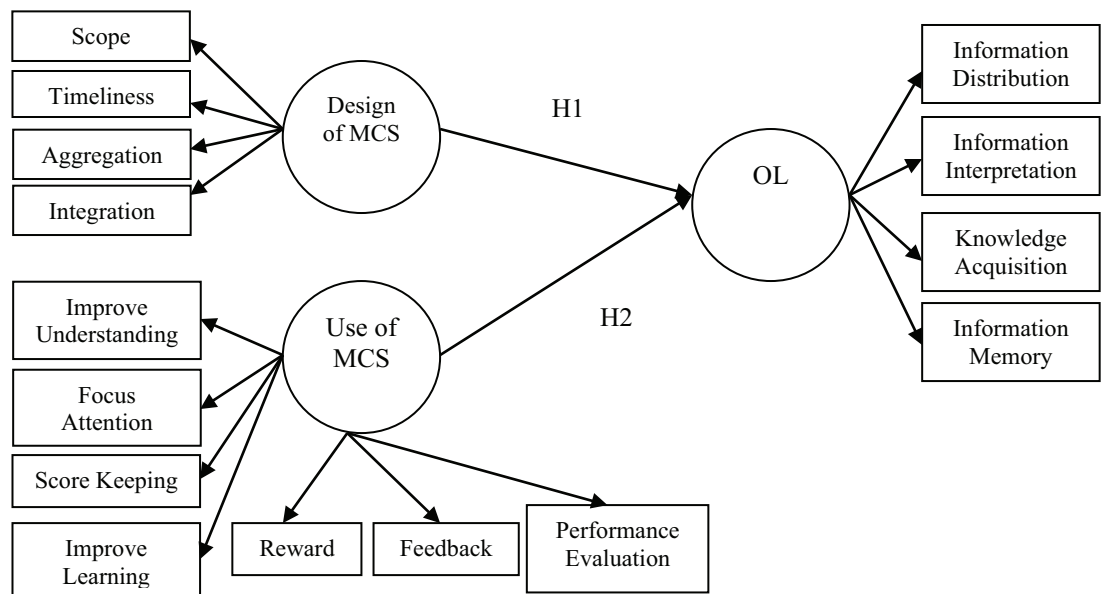 Scope
Timeliness
Aggregation
Integration
Design
of MCS
H1
OL
Information
Distribution
Information
Interpretation
Knowledge
Acquisition
Information
Memory
Improve
Understanding
Focus
Attention
Score Keeping
Improve
Learning
Use of
MCS
H2
Reward
Feedback
Performance
Evaluation